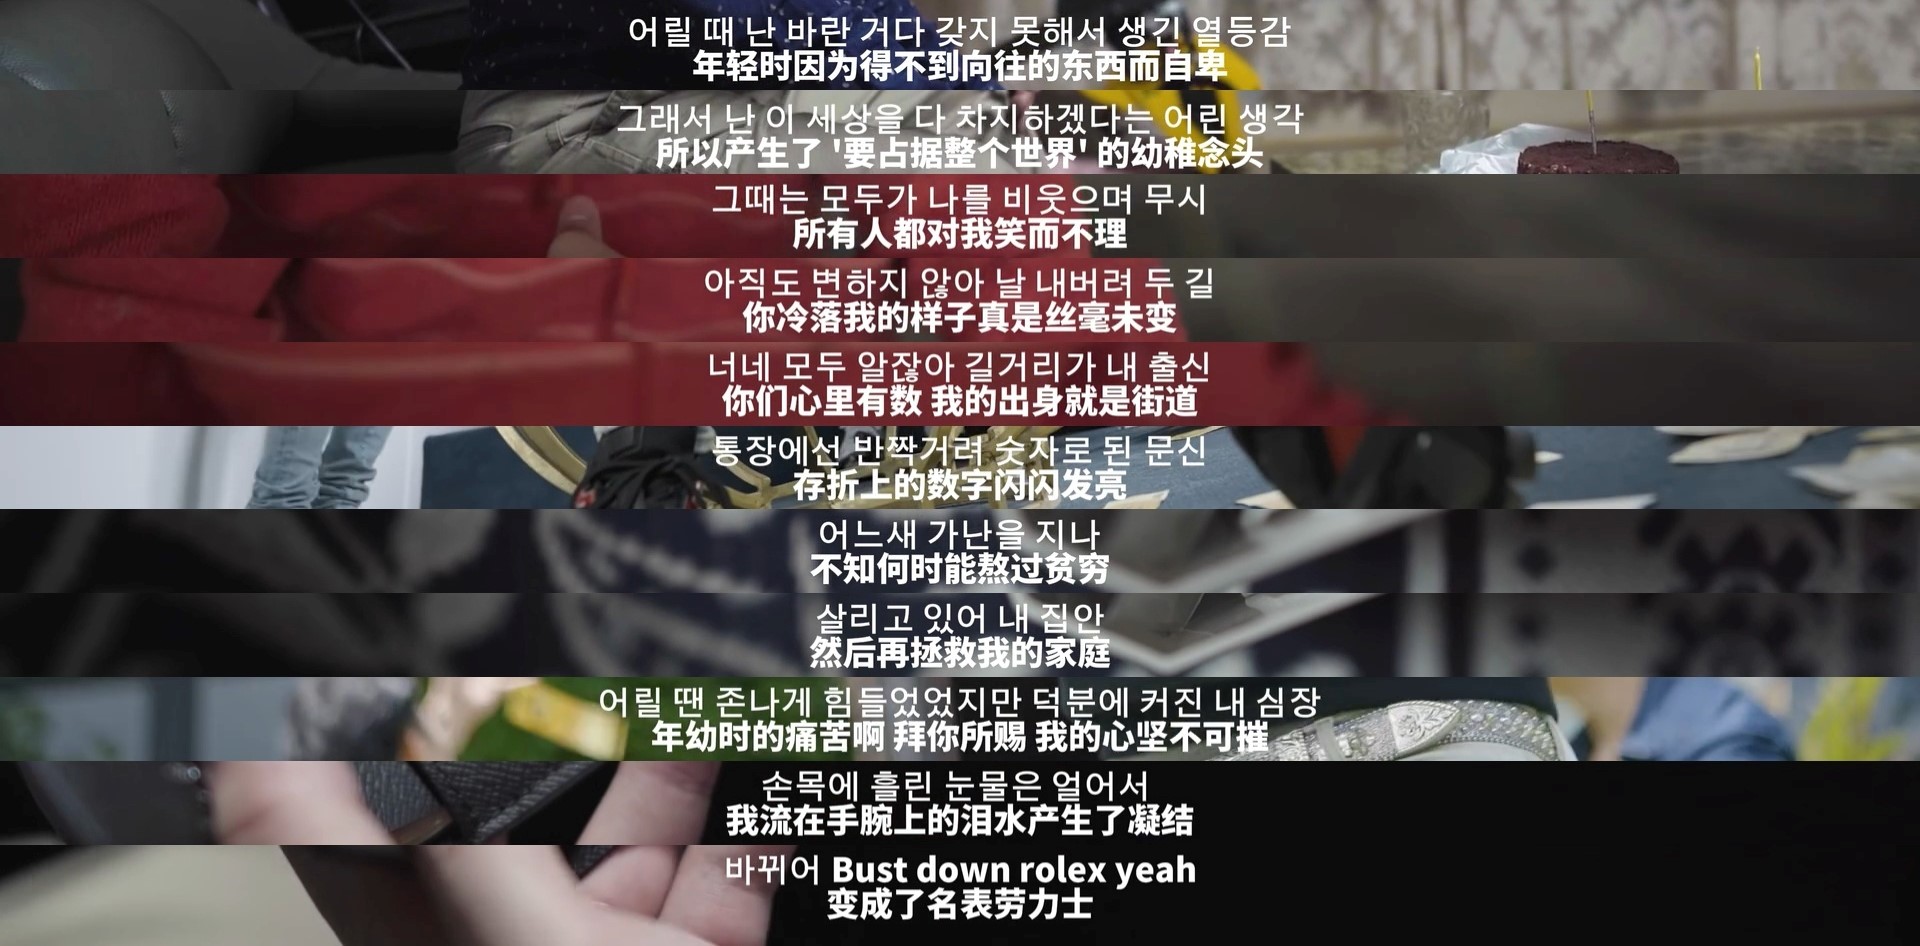 어릴 때 난 바란 거다 갖지 못해서 생긴 열등감
年轻时因为得不到向往的东西而自卑
그래서 난 이 세상을 다 차지하겠다는 어린 생각
所以产生了 '要占据整个世界' 的幼稚念头
그때는 모두가 나를 비웃으며 무시
所有人都对我笑而不理
아직도 변하지 않아 날 내버려 두 길
你冷落我的样子真是丝毫未变
너네 모두 알잖아 길거리가 내 출신
你们心里有数 我的出身就是街道
통장에선 반짝거려 숫자로 된 문신
存折上的数字闪闪发亮
어느새 가난을 지나
不知何时能熬过贫穷
살리고 있어 내 집안
然后再拯救我的家庭
어릴 땐 존나게 힘들었었지만 덕분에 커진 내 심장
年幼时的痛苦啊 拜你所赐 我的心坚不可摧
손목에 흘린 눈물은 얼어서
我流在手腕上的泪水产生了凝结
바뀌어 Bust down rolex yeah
变成了名表劳力士